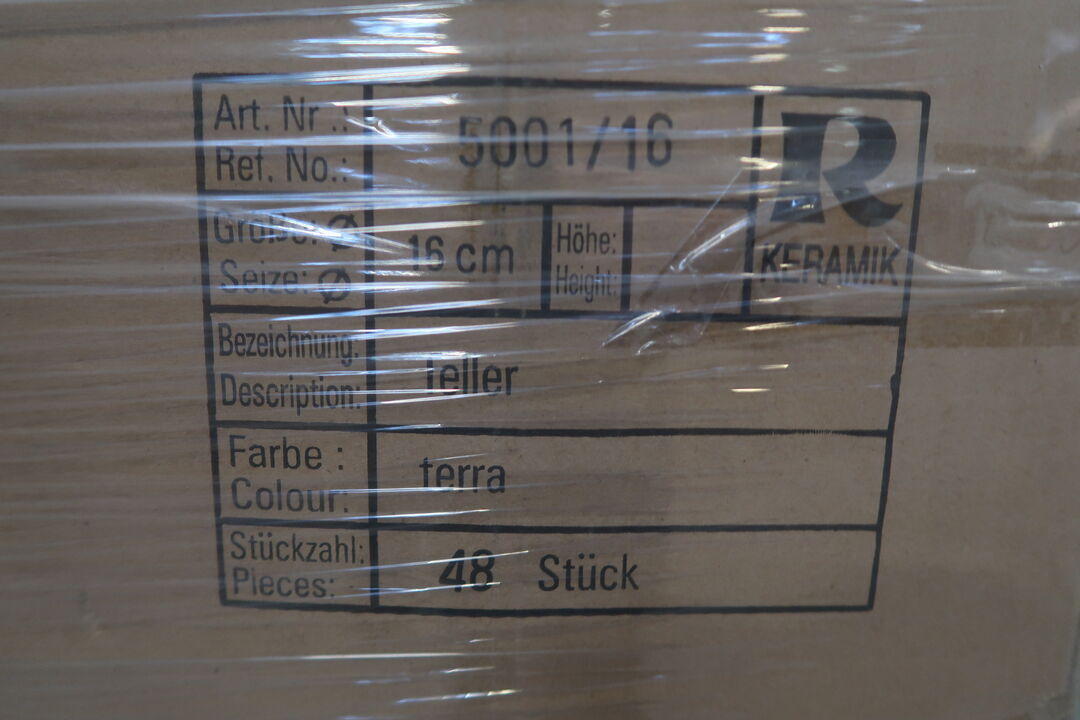 Art. Nr .: 5001/16
Ref. No.:
R
KERAMIK
Größe: Ø 16 cm
Seize: Ø
Höhe:
Height:
Bezeichnung. teller
Description:
Farbe : terra
Colour:
Stückzahl: 48 Stück
Pieces: